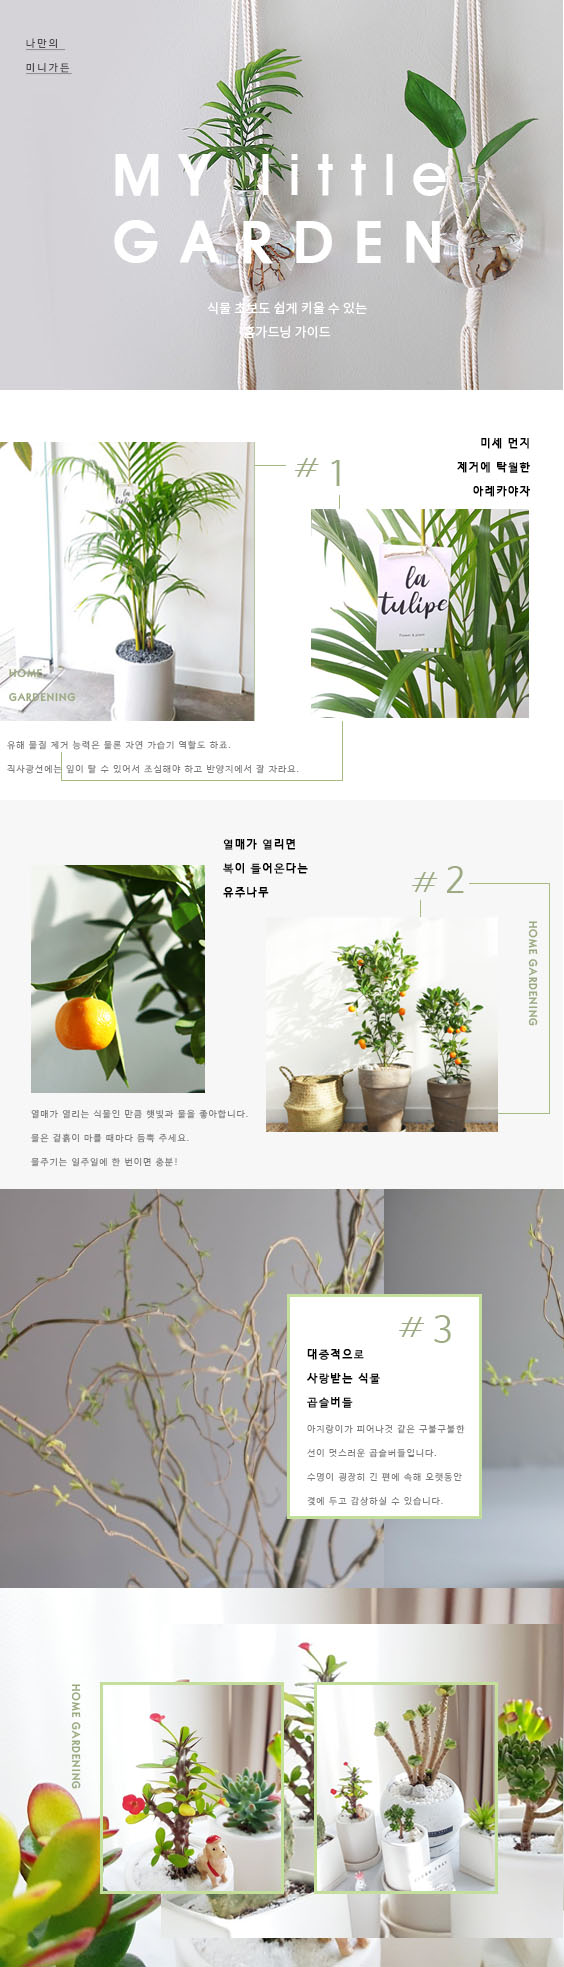 나만의
미니가든
MY little
GARDEN
식물 초보도 쉽게 키울 수 있는
홈가드닝 가이드
# 1
미세 먼지
제거에 탁월한
아레카야자
la
tulipe
Flower & plant
HOME
GARDENING
유해 물질 제거 능력은 물론 자연 가습기 역할도 하죠.
직사광선에는 잎이 탈 수 있어서 조심해야 하고 반양지에서 잘 자라요.
열매가 열리면
복이 들어온다는
유주나무
# 2
HOME GARDENING
열매가 열리는 식물인 만큼 햇빛과 물을 좋아합니다.
물은 겉흙이 마를 때마다 듬뿍 주세요.
물주기는 일주일에 한 번이면 충분!
# 3
대중적으로
사랑받는 식물
곱슬버들
아지랑이가 피어나것 같은 구불구불한
선이 멋스러운 곱슬버들입니다.
수명이 굉장히 긴 편에 속해 오랫동안
곁에 두고 감상하실 수 있습니다.
HOME GARDENING